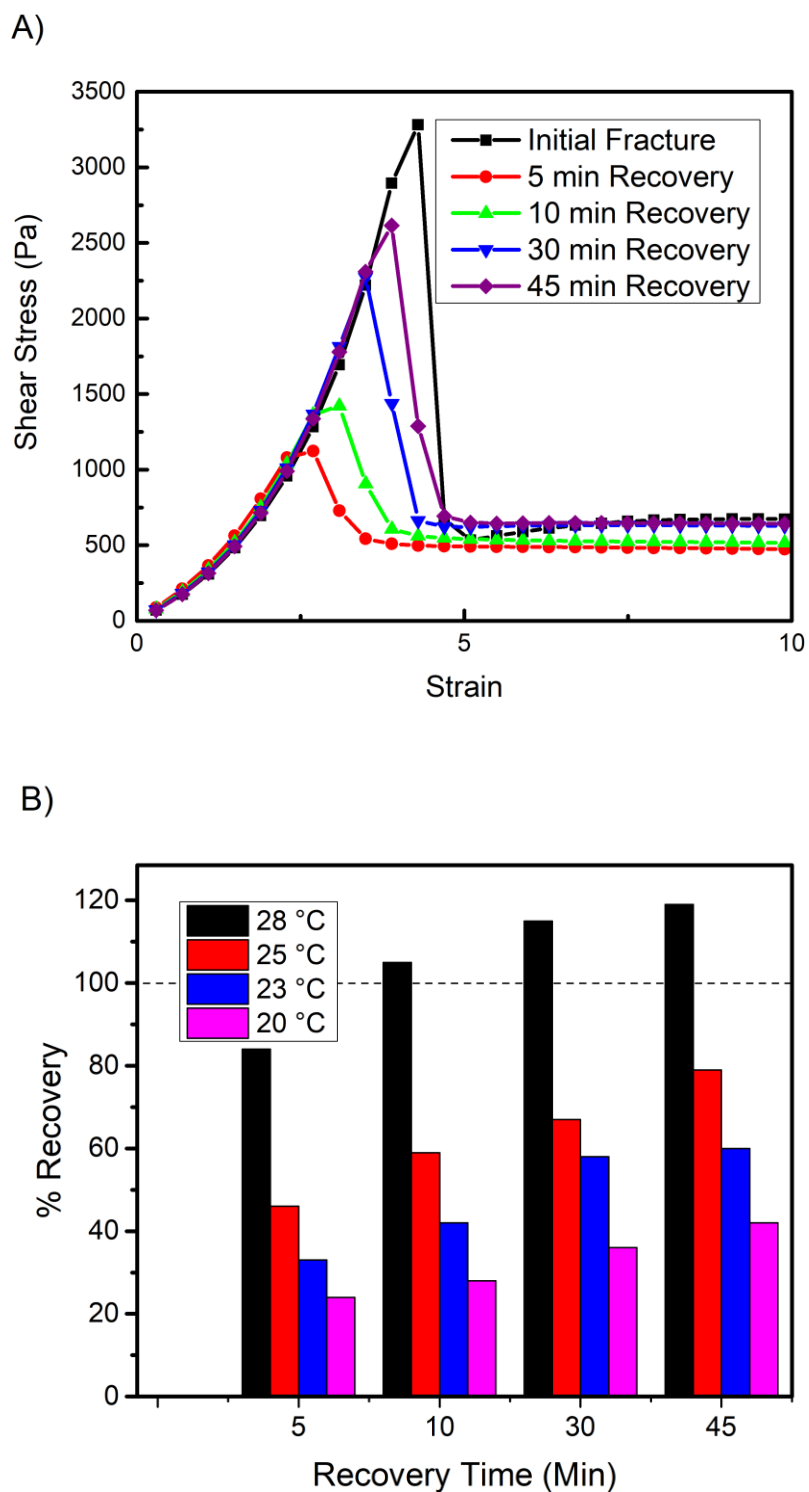 A)
3500
3000
2500
2000
1500
1000
500
0
Shear Stress (Pa)
Initial Fracture
5 min Recovery
10 min Recovery
30 min Recovery
45 min Recovery
0
5
10
Strain
B)
120
100
80
60
40
20
0
% Recovery
28 °C
25 °C
23 °C
20 °C
5
10
30
45
Recovery Time (Min)